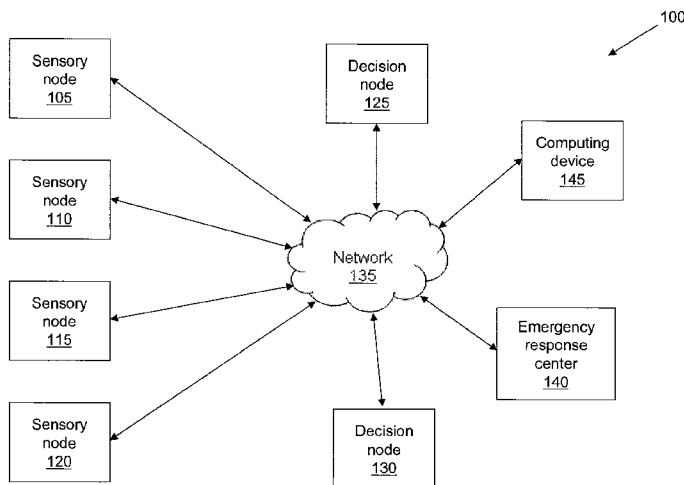 100
Sensory
node
105
Decision
node
125
Computing
device
145
Sensory
node
110
Network
135
Sensory
node
115
Emergency
response
center
140
Sensory
node
120
Decision
node
130